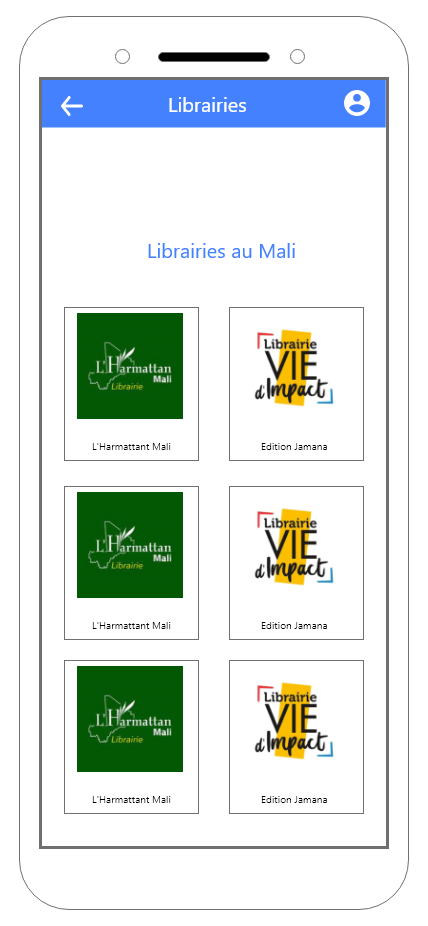 Librairies
Librairies au Mali
L'Harmattan
Mali
Librairie
Librairie
VIE
d'Impact
L'Harmattant Mali
Edition Jamana
L'Harmattan
Mali
Librairie
Librairie
VIE
d'Impact
L'Harmattant Mali
Edition Jamana
L'Harmattan
Mali
Librairie
Librairie
VIE
d'Impact
L'Harmattant Mali
Edition Jamana